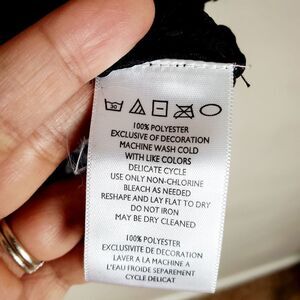 30
100% POLYESTER
EXCLUSIVE OF DECORATION
MACHINE WASH COLD
WITH LIKE COLORS
DELICATE CYCLE
USE ONLY NON-CHLORINE
BLEACH AS NEEDED
RESHAPE AND LAY FLAT TO DRY
DO NOT IRON
MAY BE DRY CLEANED
100% POLYESTER
EXCLUSIVITE DE DECORATION
LAVER A LA MACHINE A
L'EAU FROIDE SEPAREMENT
CYCLE DELICAT